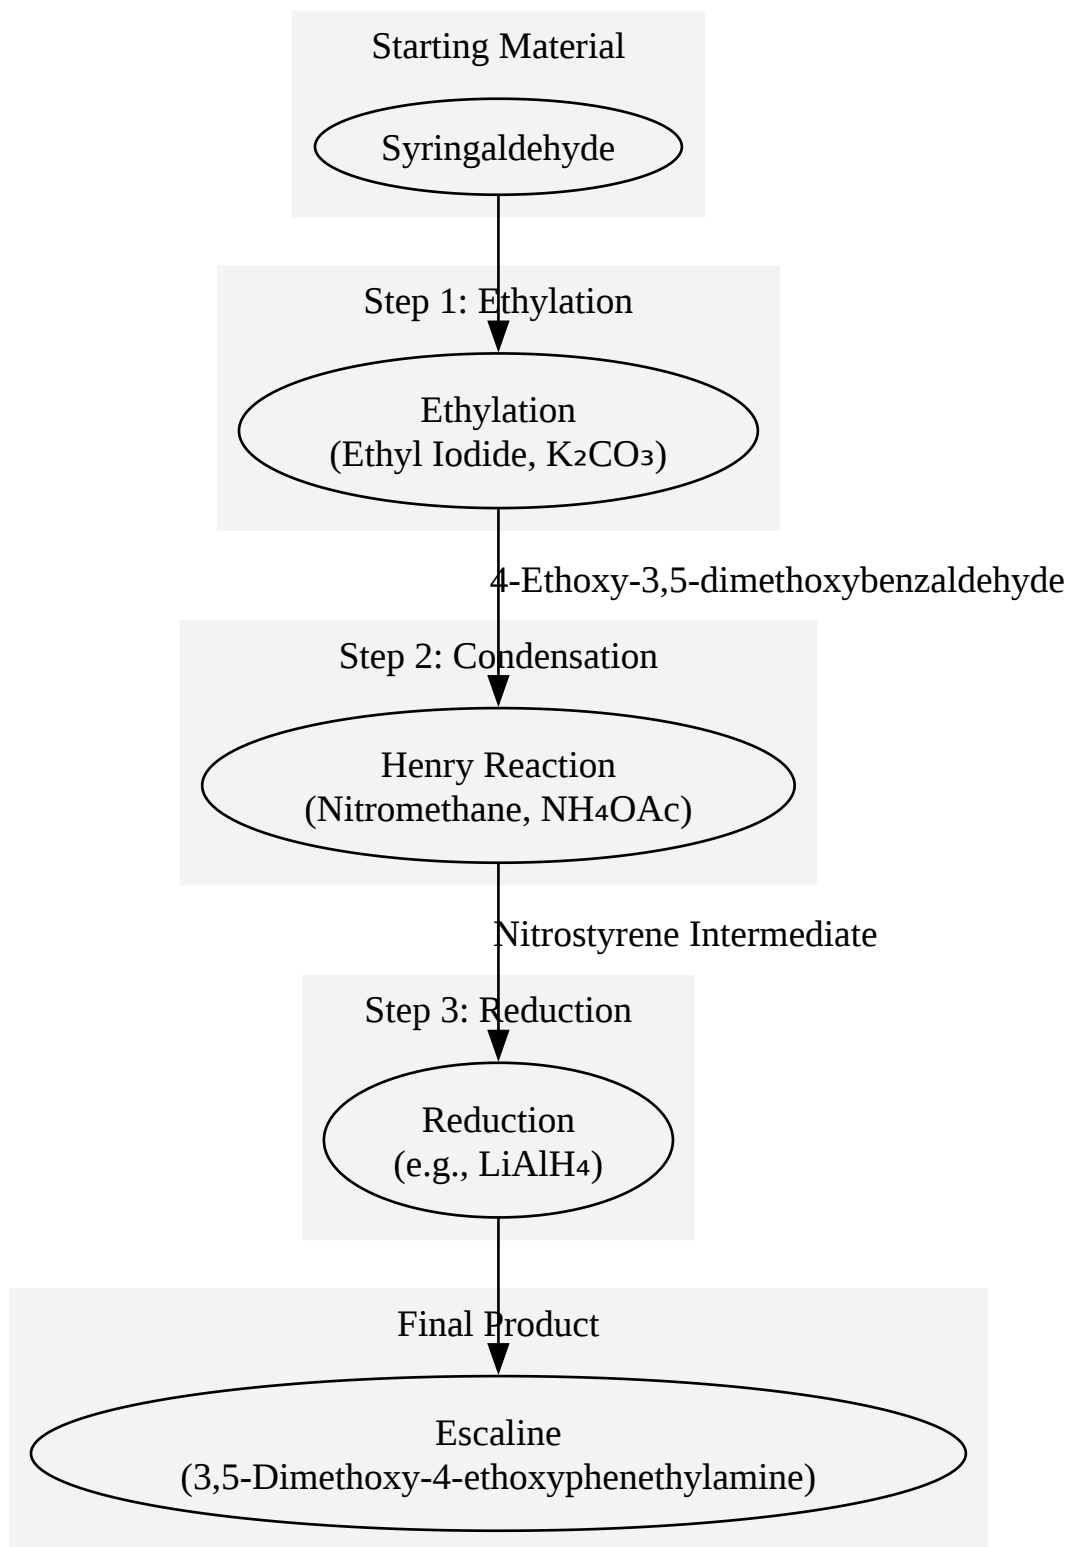 Starting Material
Syringaldehyde
Step 1: Ethylation
Ethylation
(Ethyl Iodide, K₂CO₃)
4-Ethoxy-3,5-dimethoxybenzaldehyde
Step 2: Condensation
Henry Reaction
(Nitromethane, NH₄OAc)
Nitrostyrene Intermediate
Step 3: Reduction
Reduction
(e.g., LiAlH₄)
Final Product
Escaline
(3,5-Dimethoxy-4-ethoxyphenethylamine)